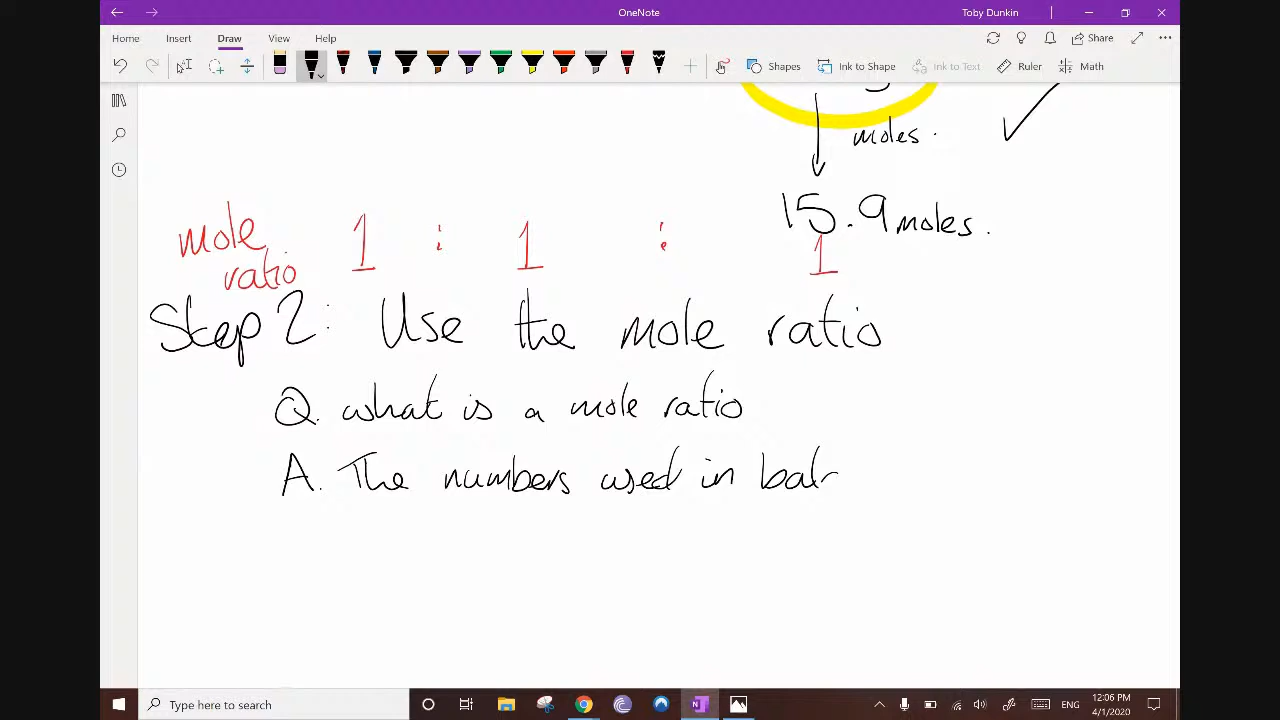 OneNote
Toby Dunkin
Home Insert Draw View Help
Share
Shapes Ink to Shape Ink to Text Ruler Math
moles.
15.9 moles.
mole ratio 1 : 1 : 1
Step 2: Use the mole ratio
Q. what is a mole ratio
A. The numbers used in bal
Type here to search
ENG
12:06 PM
4/1/2020